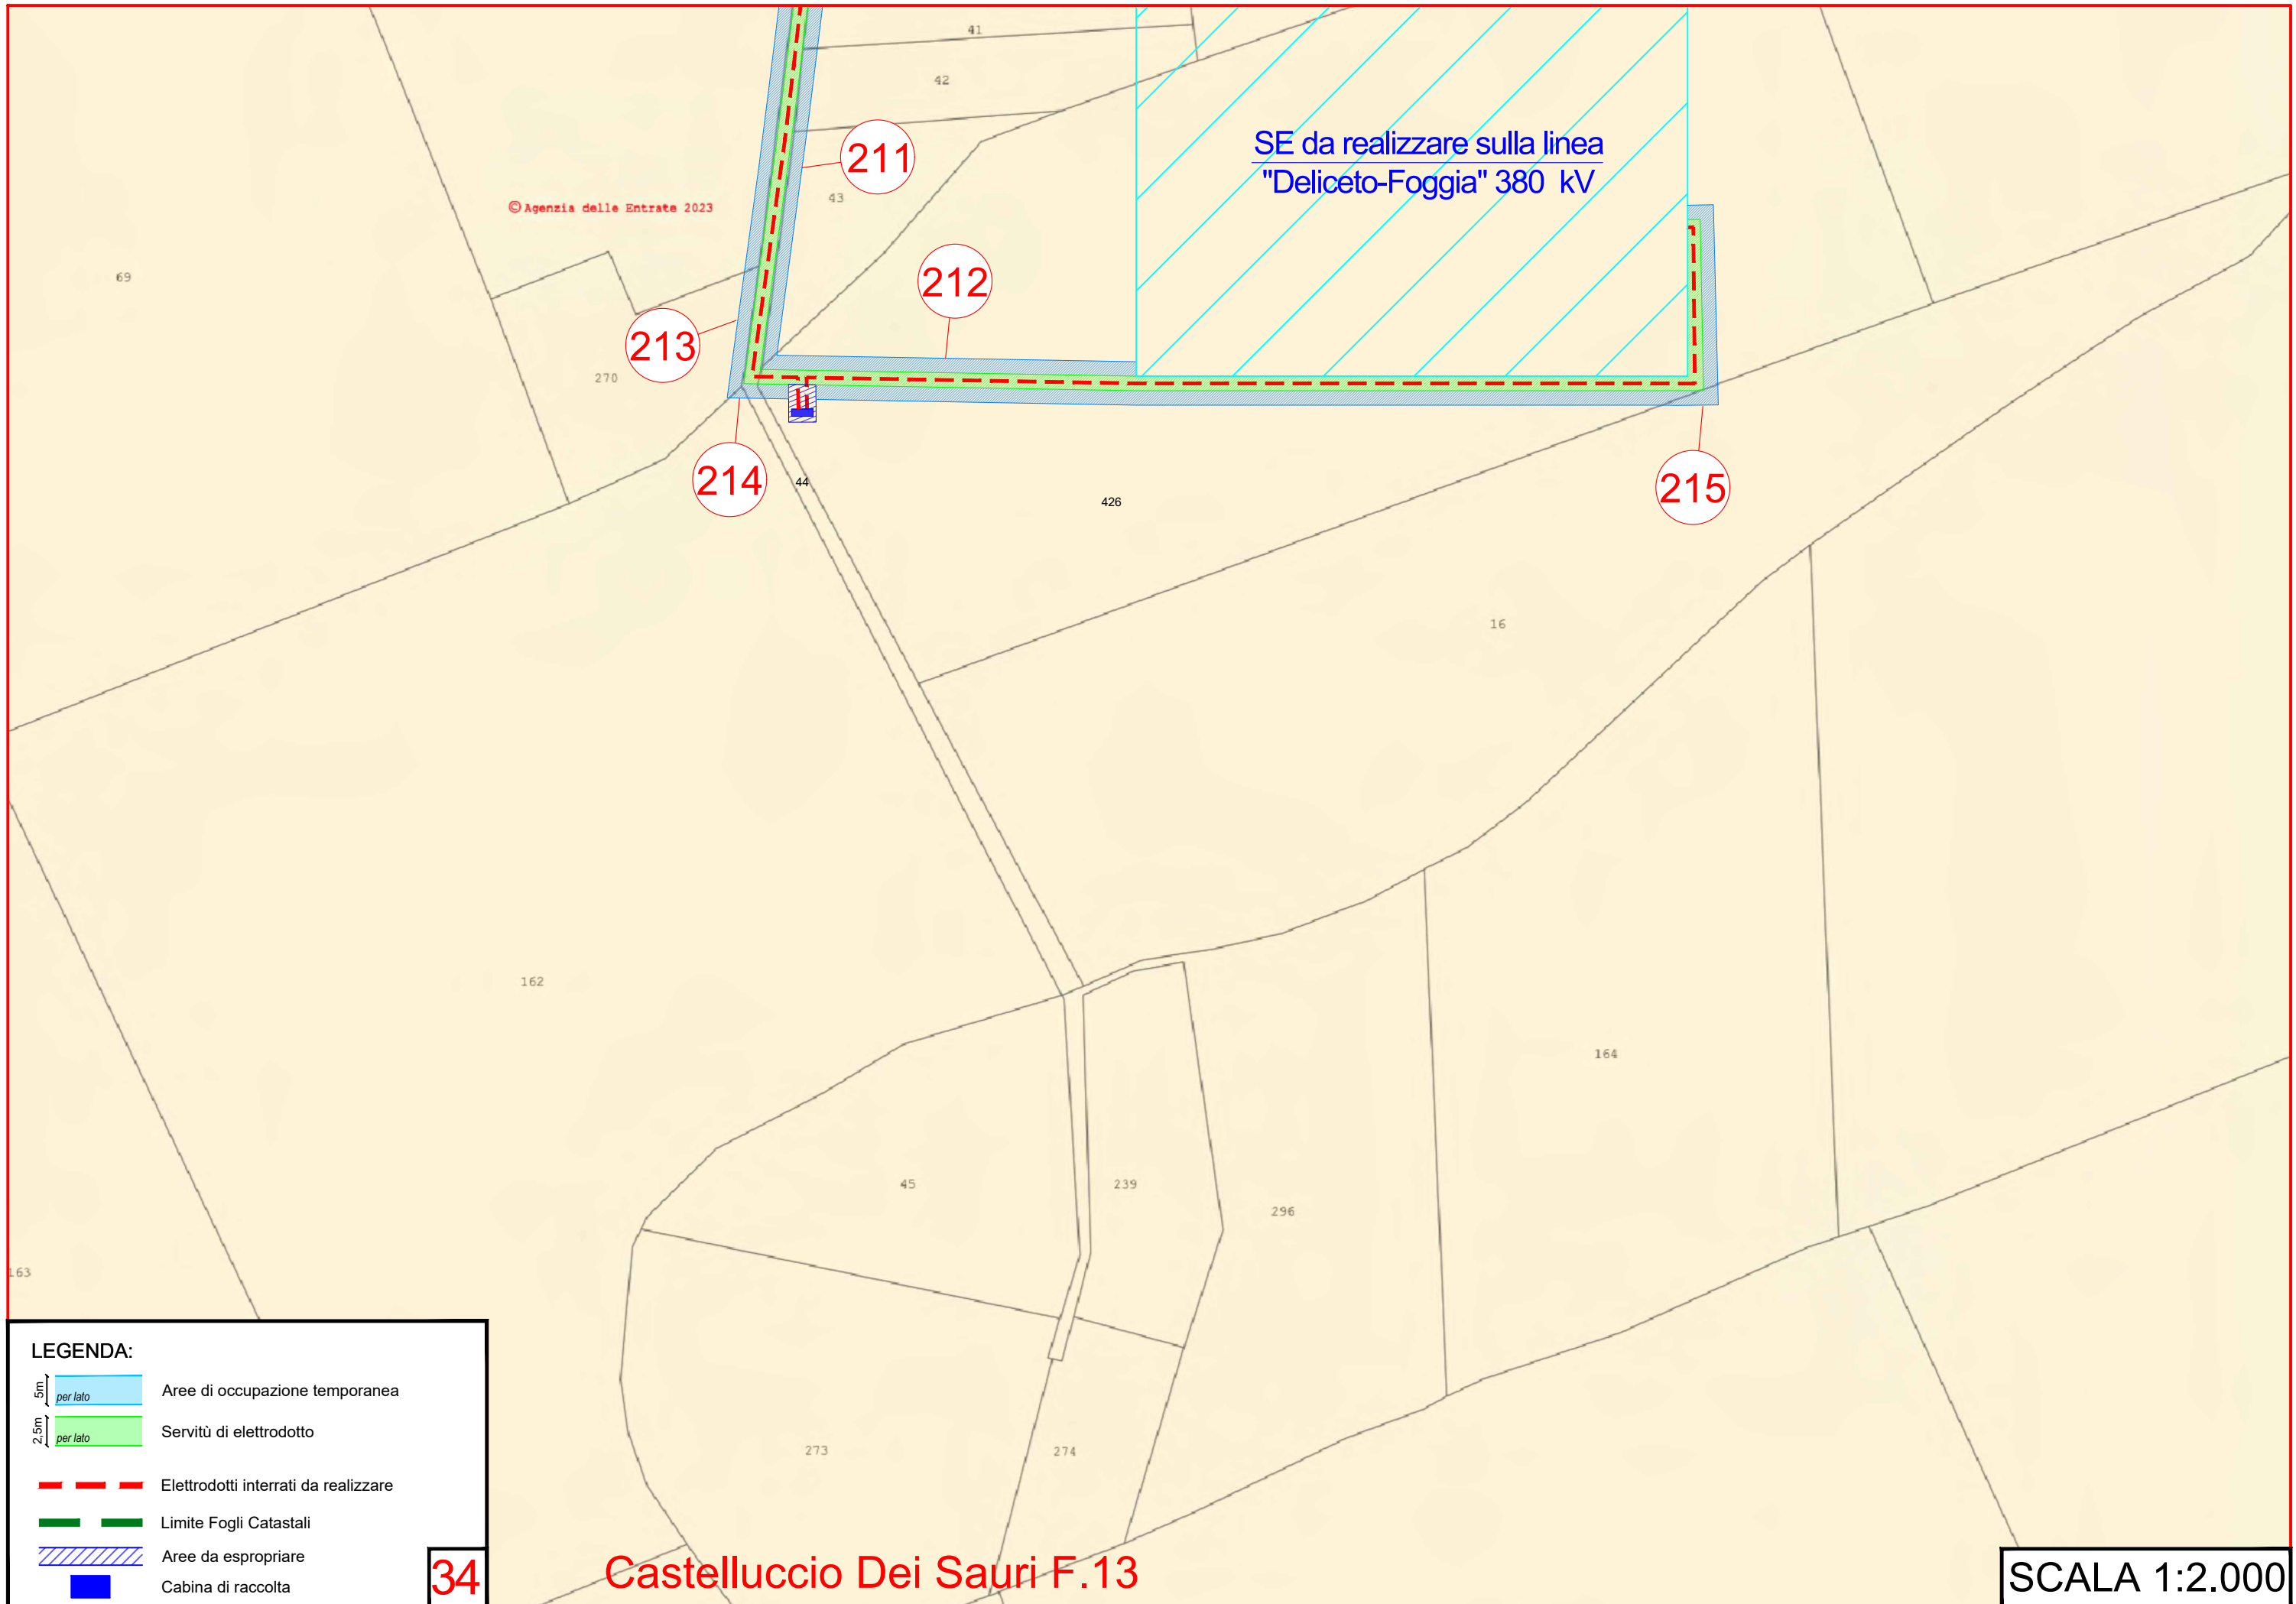 41
42
SE da realizzare sulla linea
"Deliceto-Foggia" 380 kV
211
43
© Agenzia delle Entrate 2023
69
212
213
270
214
44
426
215
16
162
164
45
239
296
163
273
274
LEGENDA:
5m
per lato
Aree di occupazione temporanea
2,5m
per lato
Servitù di elettrodotto
Elettrodotti interrati da realizzare
Limite Fogli Catastali
Aree da espropriare
Cabina di raccolta
34
Castelluccio Dei Sauri F.13
SCALA 1:2.000